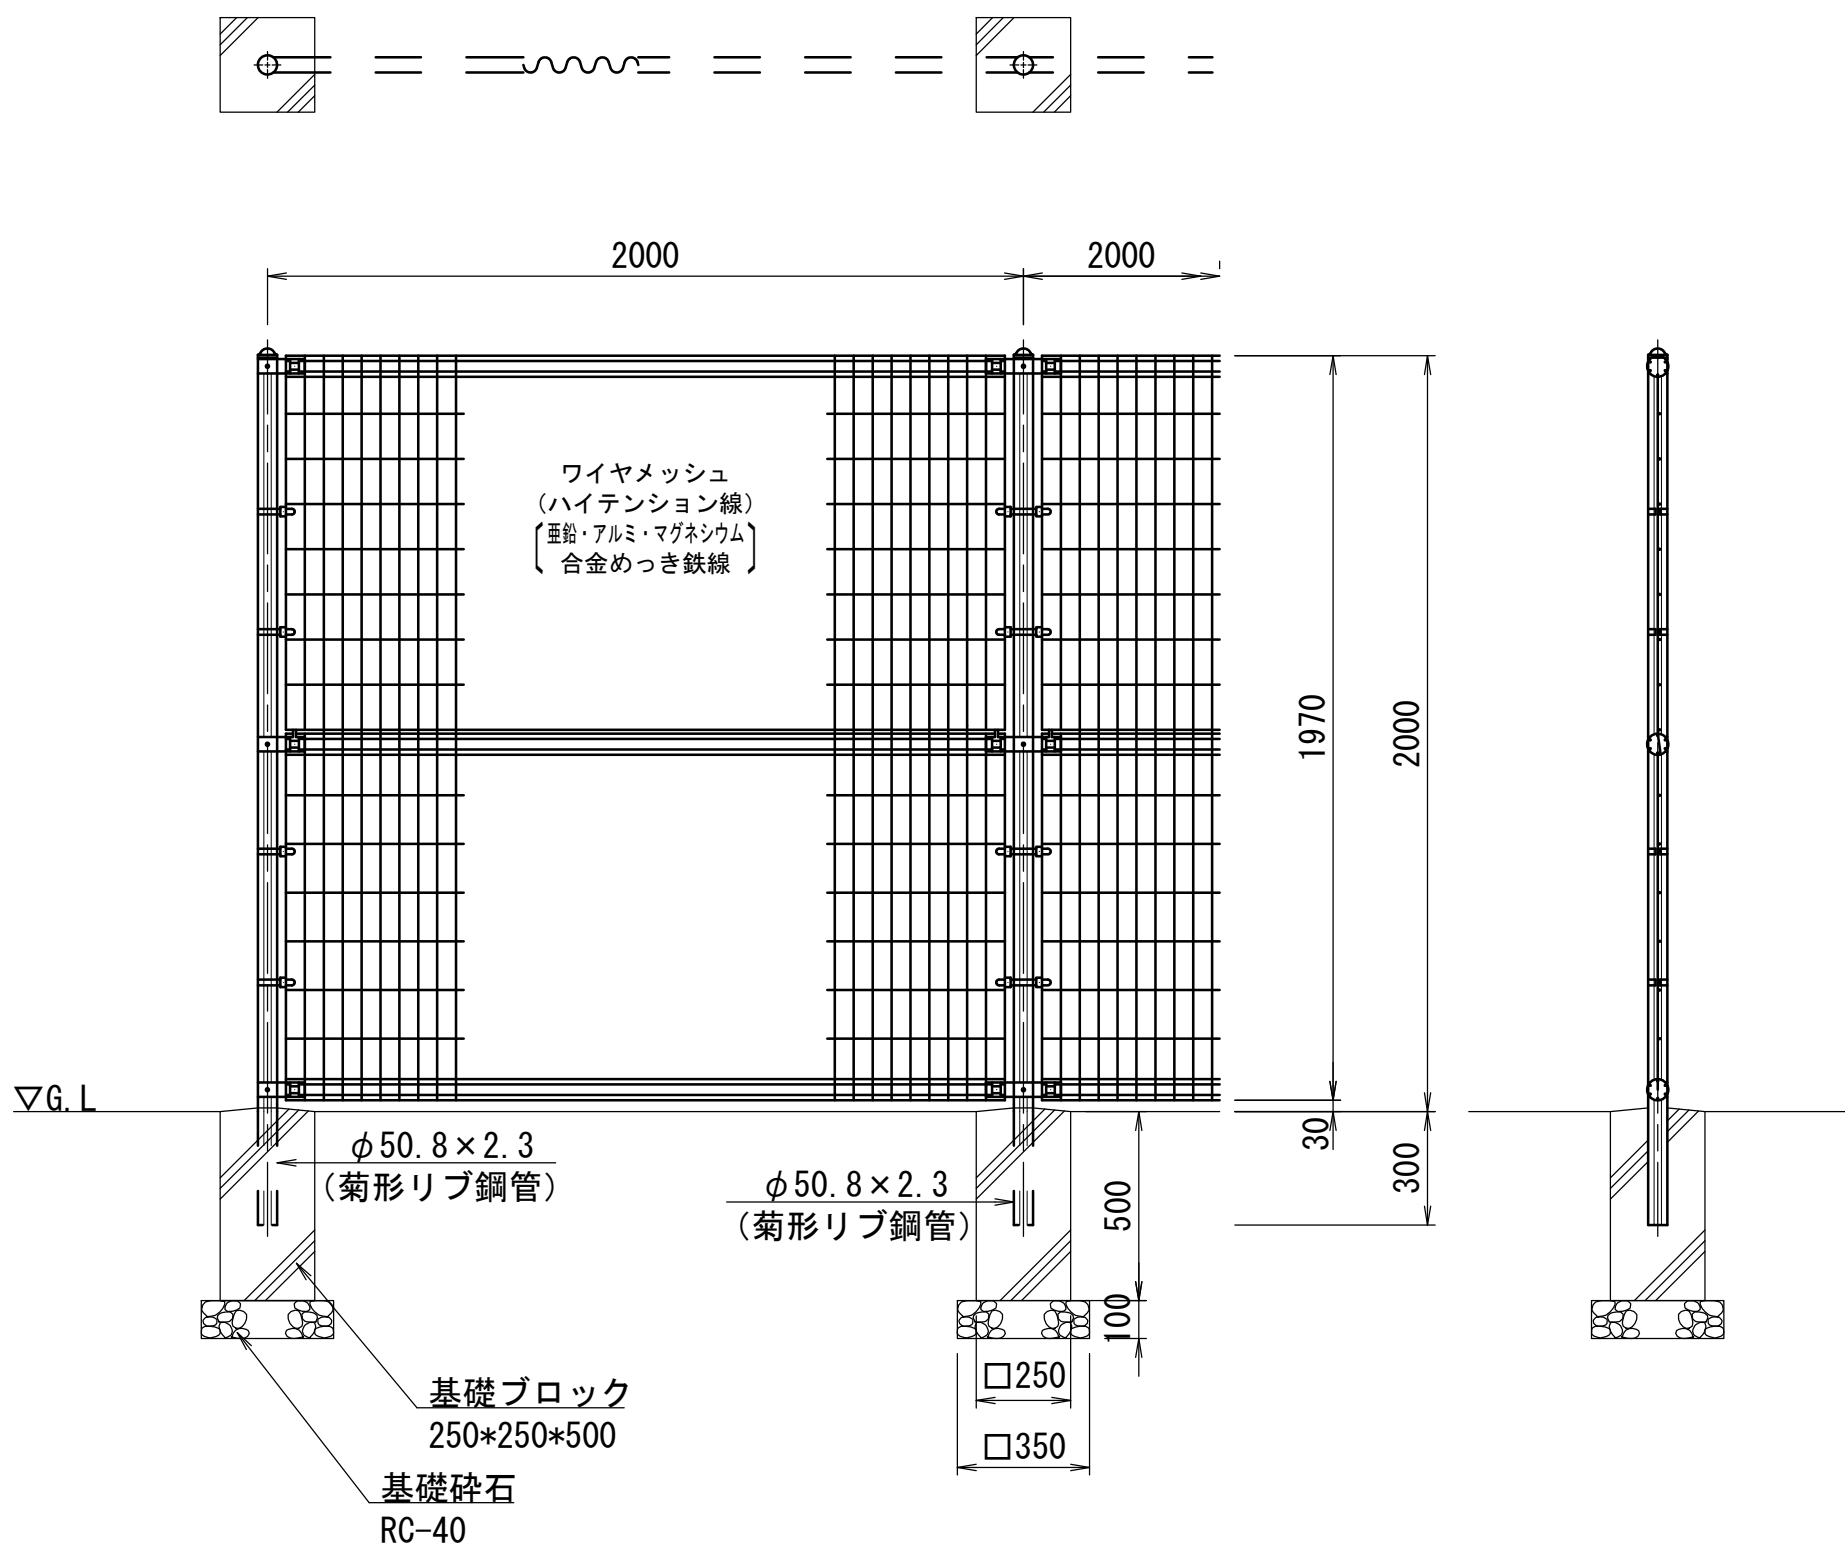 2000
2000
ワイヤメッシュ
(ハイテンション線)
亜鉛・アルミ・マグネシウム
合金めっき鉄線
1970
2000
▽G.L
30
300
φ50.8×2.3
(菊形リブ鋼管)
φ50.8×2.3
(菊形リブ鋼管)
500
100
□250
□350
基礎ブロック
250*250*500
基礎砕石
RC-40